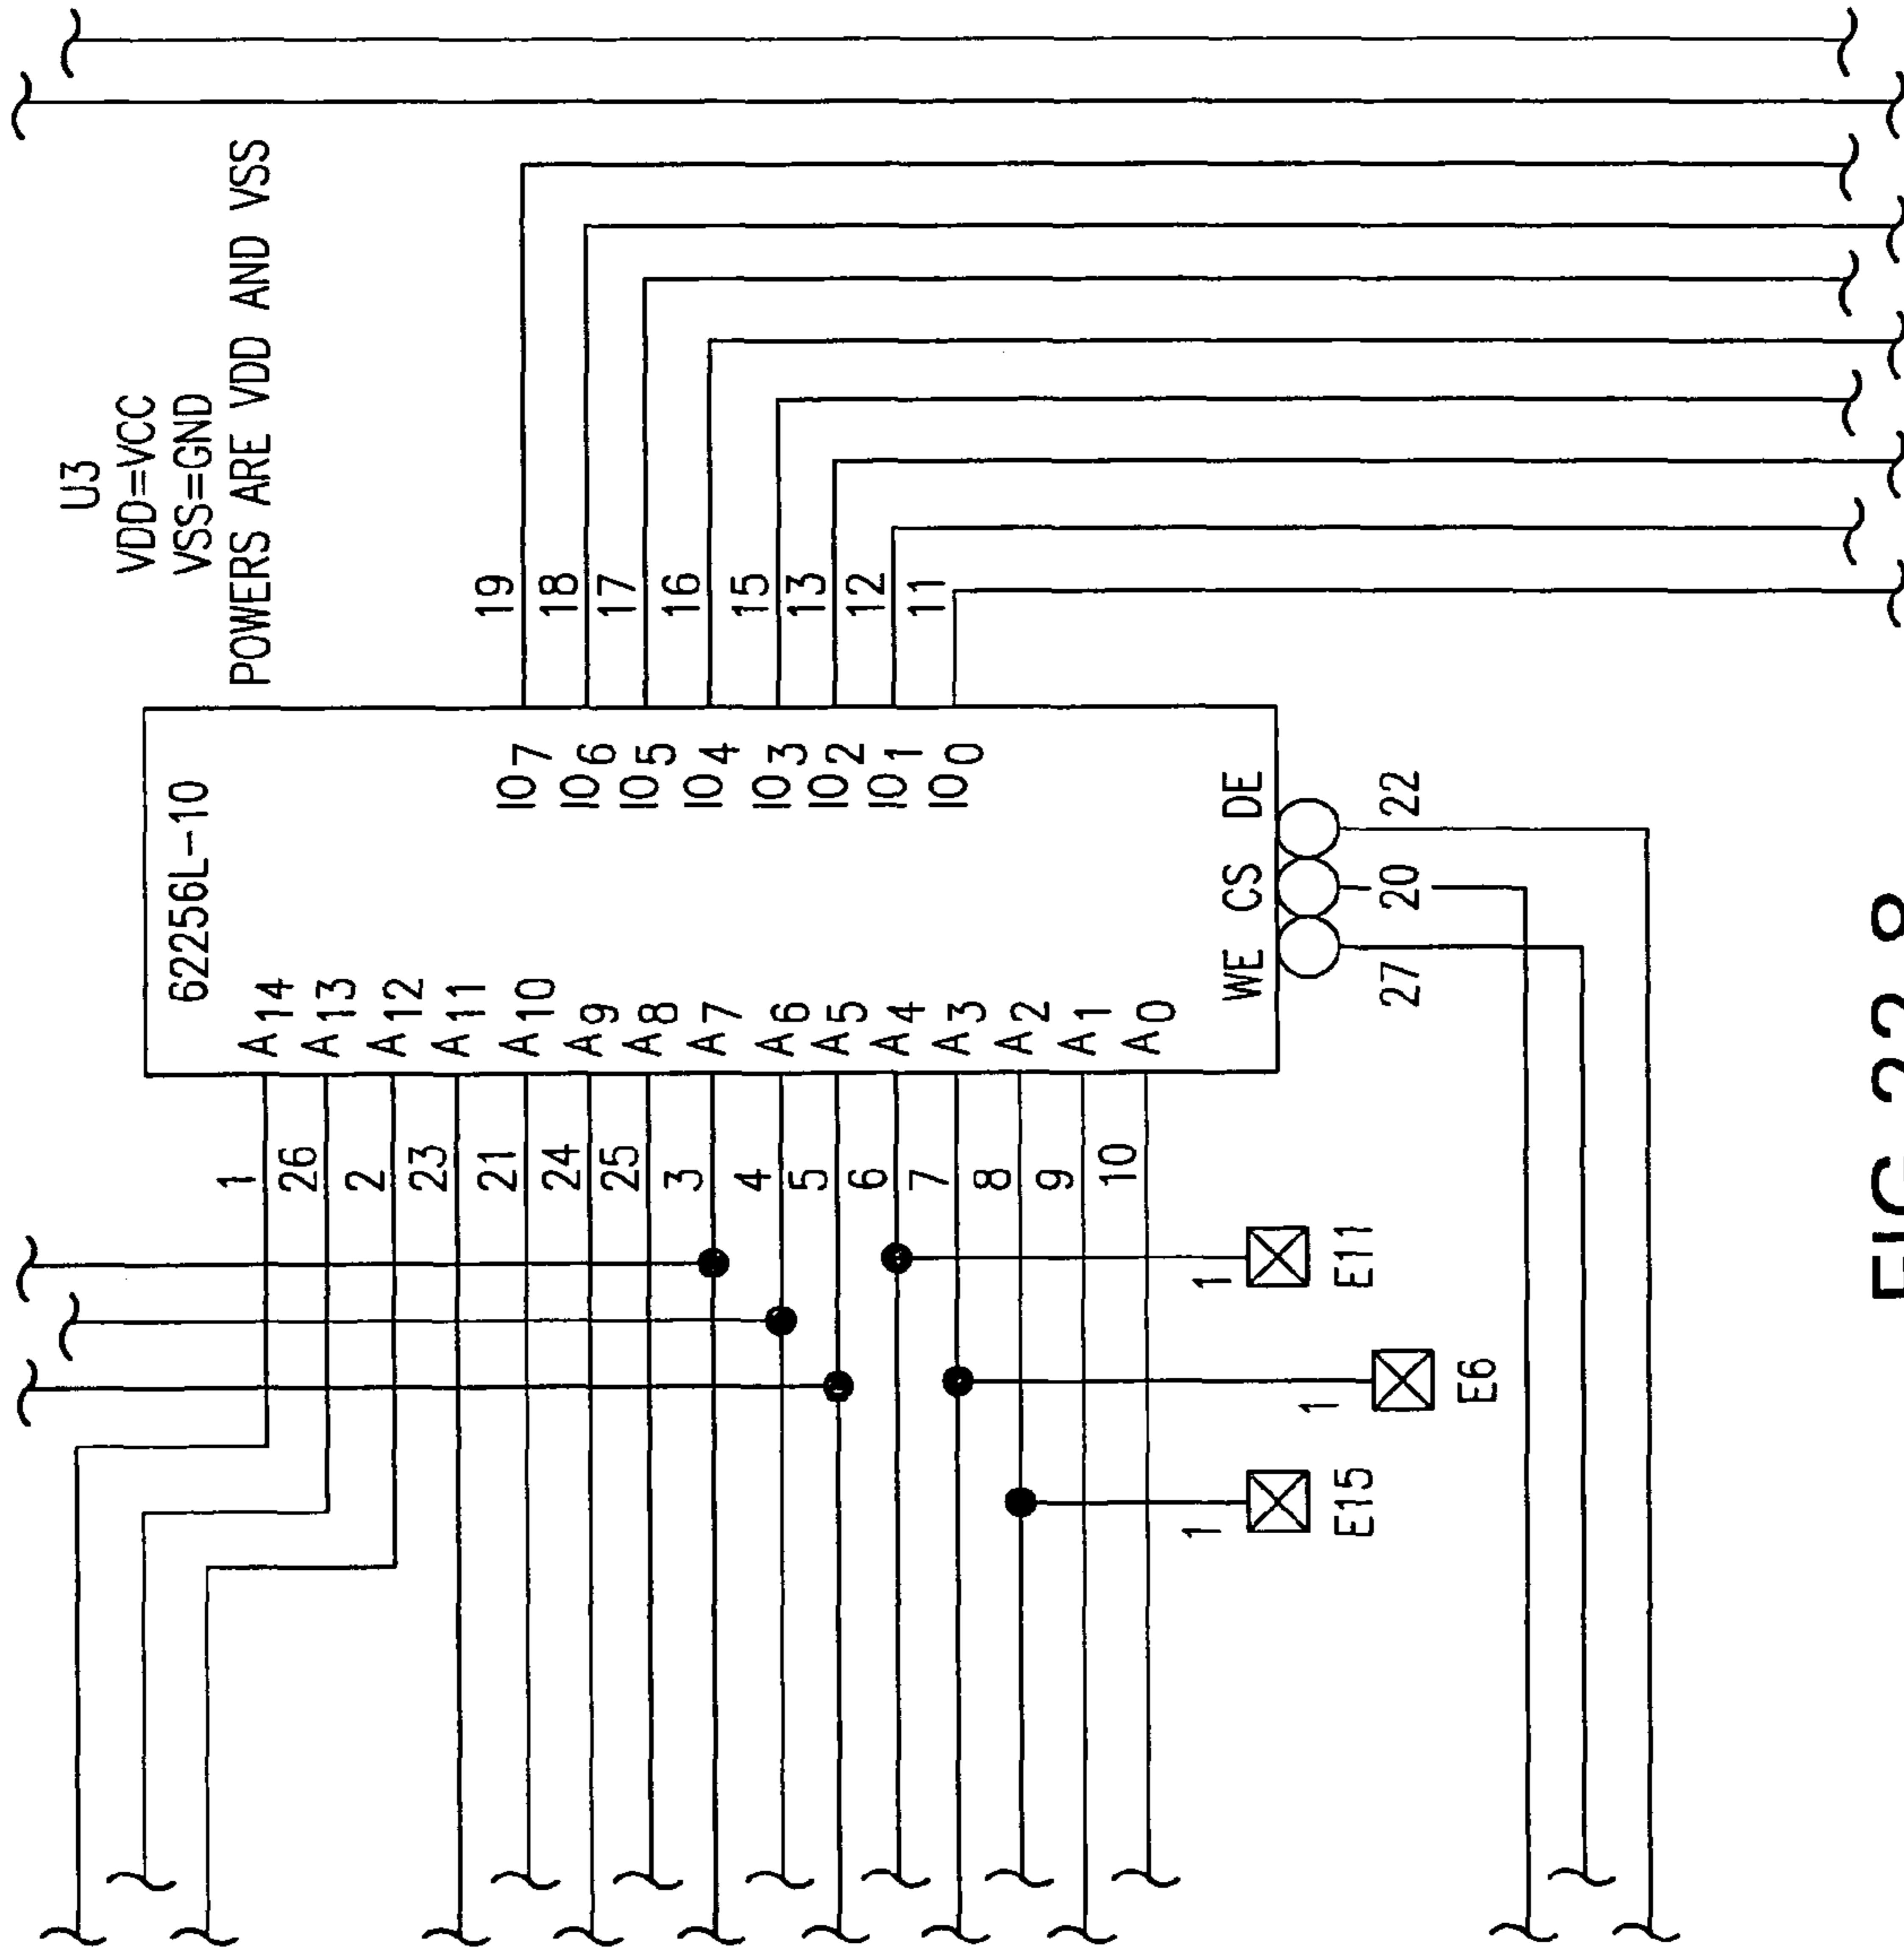 U3
VDD=VCC
VSS=GND
POWERS ARE VDD AND VSS
62256L-10
1 A14
26 A13
2 A12
23 A11
21 A10 IO7 19
24 A9 IO6 18
25 A8 IO5 17
3 A7 IO4 16
4 A6 IO3 15
5 A5 IO2 13
6 A4 IO1 12
7 A3 IO0 11
8 A2
9 A1
10 A0
WE CS DE
27 20 22
1 1
E15 E11
1
E6
FIG